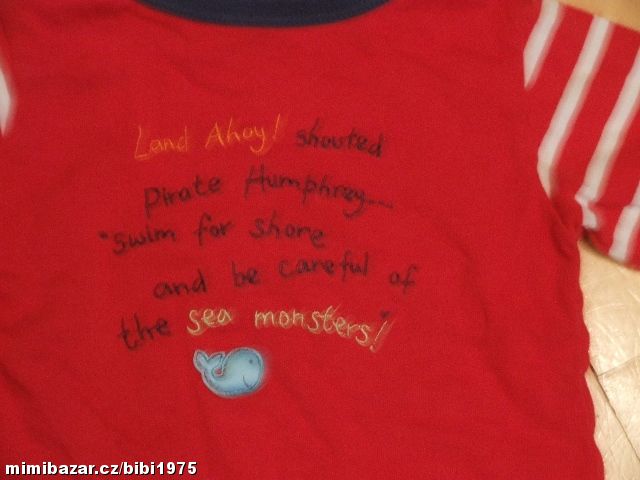 Land Ahoy! shouted
Pirate Humphrey....
"swim for shore
and be careful of
the sea monsters!"
mimibazar.cz/bibi1975